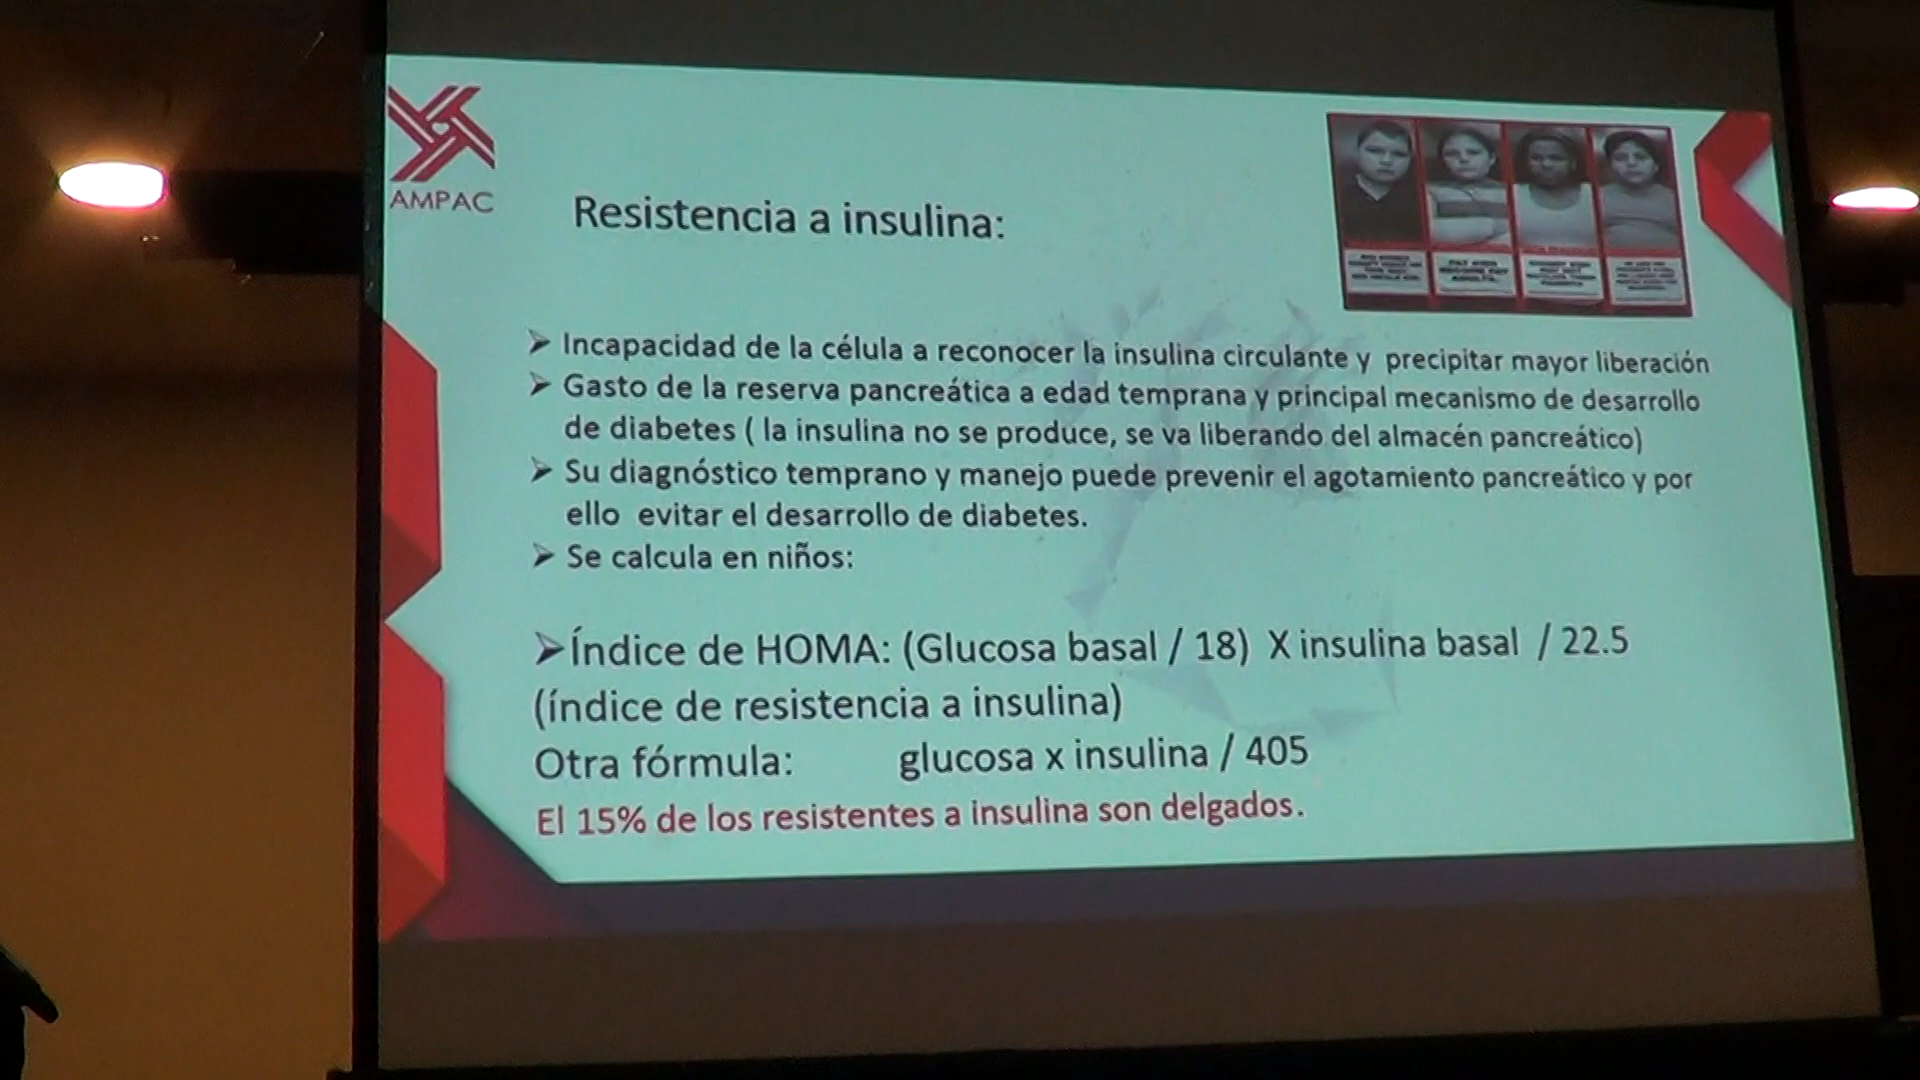 AMPAC
Resistencia a insulina:
➢ Incapacidad de la célula a reconocer la insulina circulante y precipitar mayor liberación
➢ Gasto de la reserva pancreática a edad temprana y principal mecanismo de desarrollo
de diabetes ( la insulina no se produce, se va liberando del almacén pancreático)
➢ Su diagnóstico temprano y manejo puede prevenir el agotamiento pancreático y por
ello evitar el desarrollo de diabetes.
➢ Se calcula en niños:
➢Índice de HOMA: (Glucosa basal / 18) X insulina basal / 22.5
(índice de resistencia a insulina)
Otra fórmula: glucosa x insulina / 405
El 15% de los resistentes a insulina son delgados.